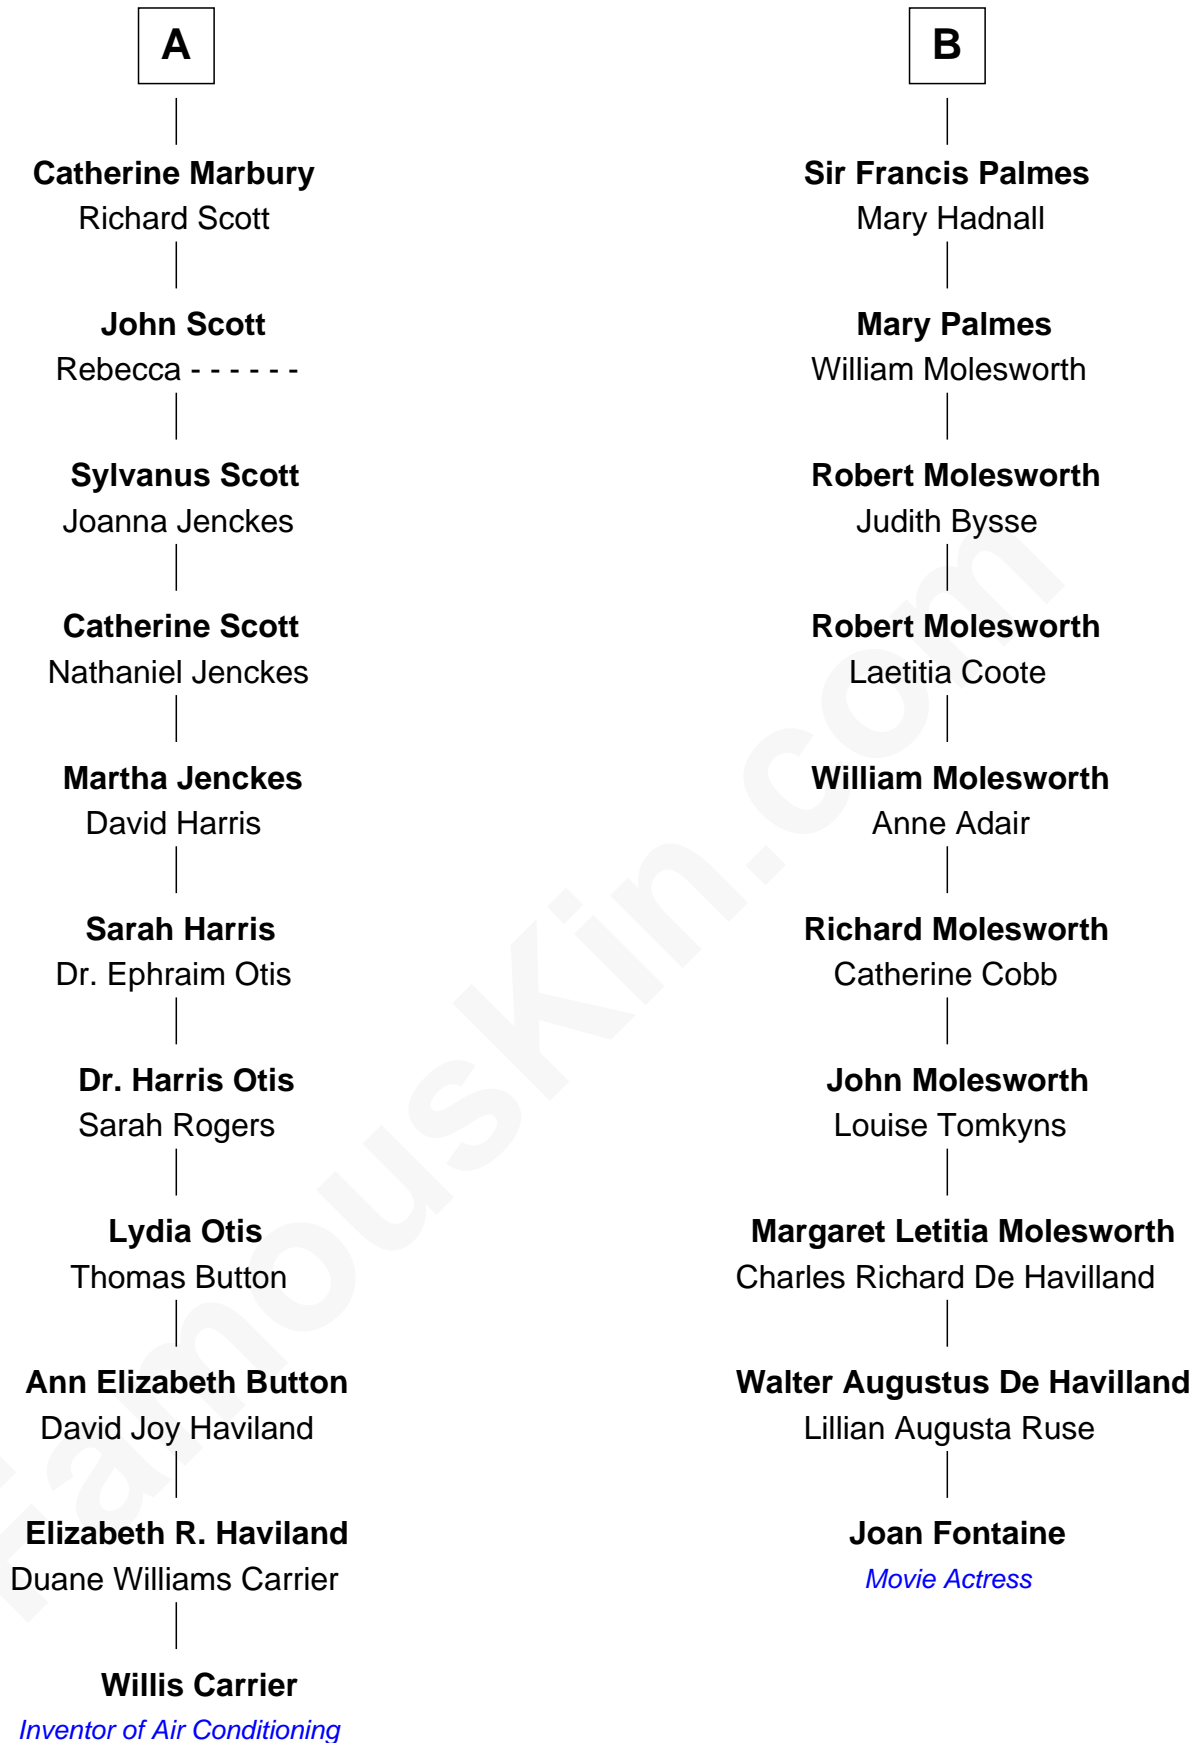 A
Catherine Marbury
Richard Scott
John Scott
Rebecca - - - - - -
Sylvanus Scott
Joanna Jenckes
Catherine Scott
Nathaniel Jenckes
Martha Jenckes
David Harris
Sarah Harris
Dr. Ephraim Otis
Dr. Harris Otis
Sarah Rogers
Lydia Otis
Thomas Button
Ann Elizabeth Button
David Joy Haviland
Elizabeth R. Haviland
Duane Williams Carrier
Willis Carrier
Inventor of Air Conditioning
B
Sir Francis Palmes
Mary Hadnall
Mary Palmes
William Molesworth
Robert Molesworth
Judith Bysse
Robert Molesworth
Laetitia Coote
William Molesworth
Anne Adair
Richard Molesworth
Catherine Cobb
John Molesworth
Louise Tomkyns
Margaret Letitia Molesworth
Charles Richard De Havilland
Walter Augustus De Havilland
Lillian Augusta Ruse
Joan Fontaine
Movie Actress
FamousKin.com